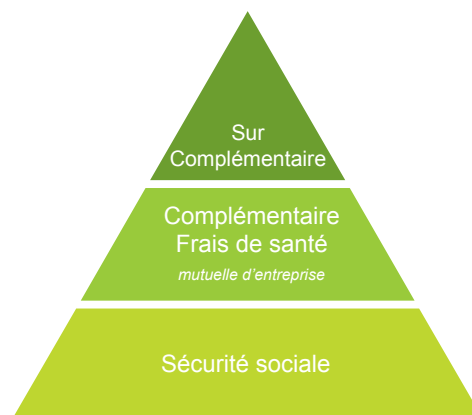 Sur
Complémentaire
Complémentaire
Frais de santé
mutuelle d'entreprise
Sécurité sociale